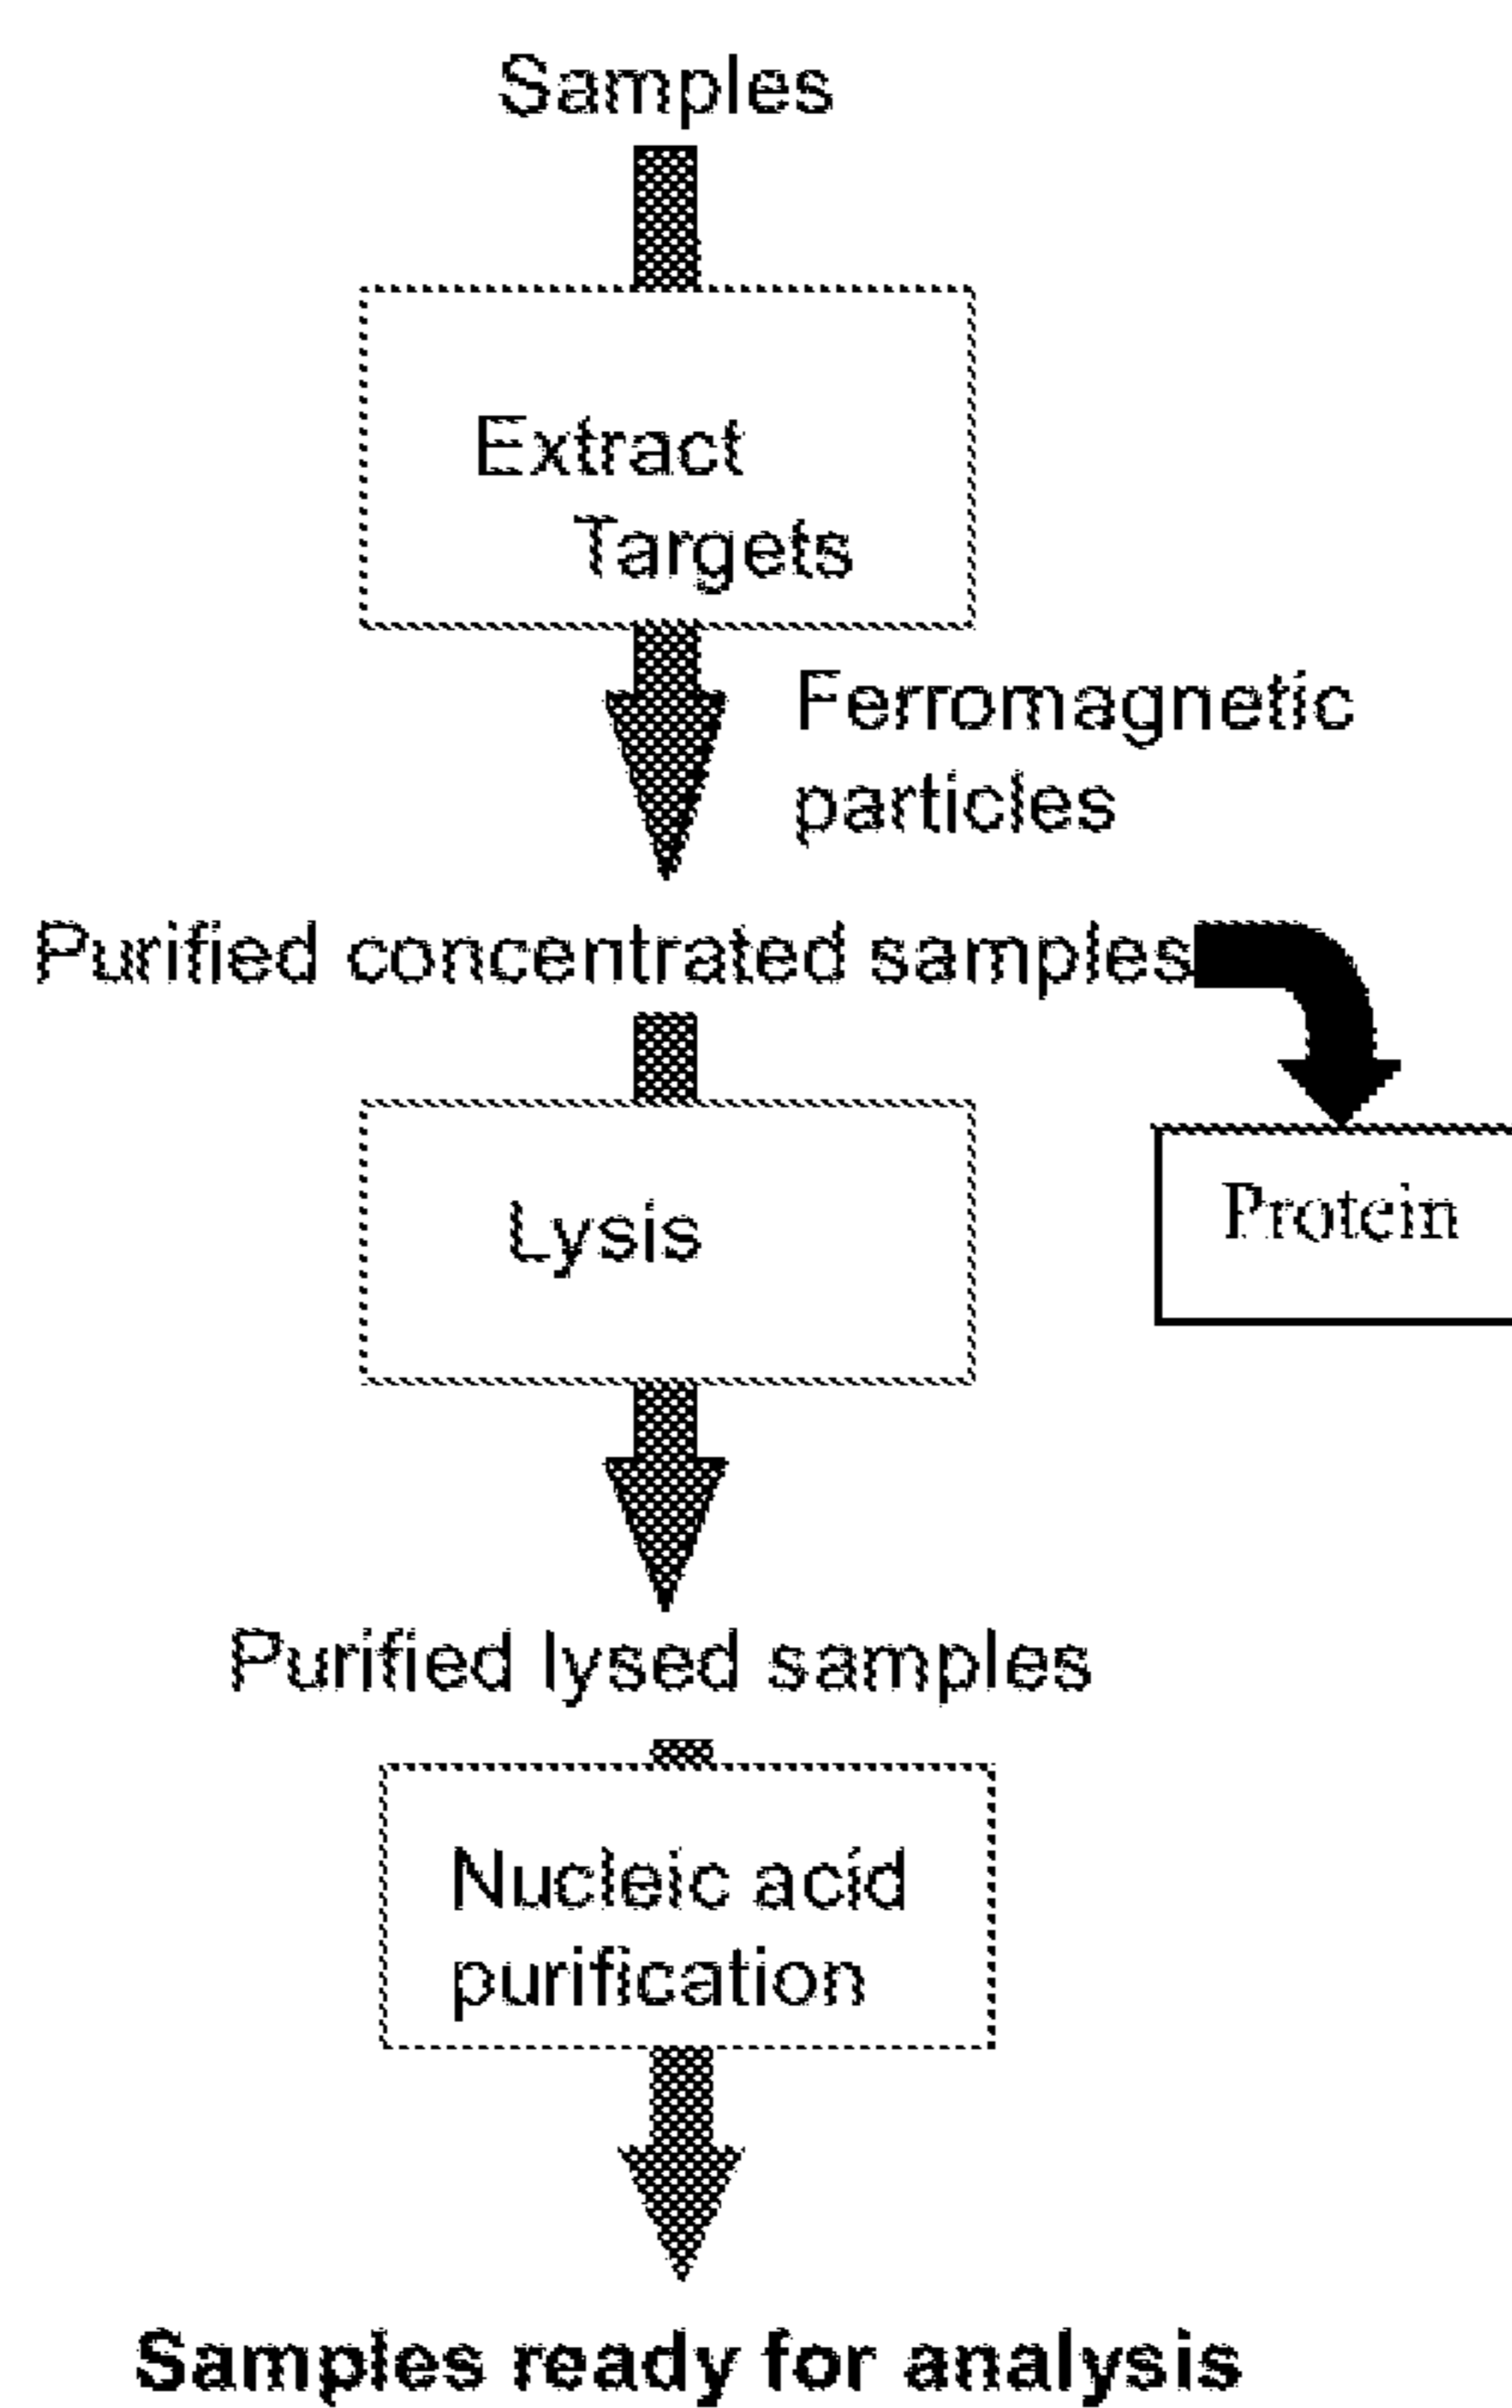 Samples
Extract
Targets
Ferromagnetic
particles
Purified concentrated samples
Lysis
Protein
Purified lysed samples
Nucleic acid
purification
Samples ready for analysis